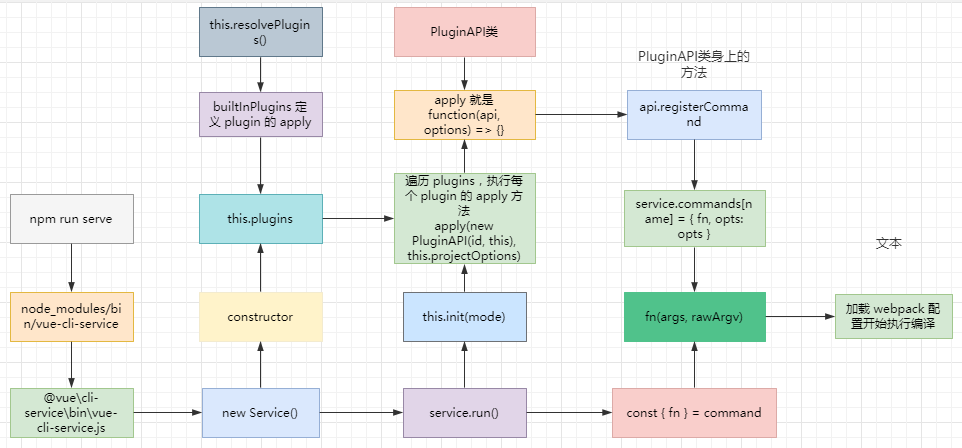 this.resolvePlugin
s()
PluginAPI类
PluginAPI类身上的
方法
builtInPlugins 定
义 plugin 的 apply
apply 就是
function(api,
options) => {}
api.registerComma
nd
npm run serve
this.plugins
遍历 plugins，执行每
个 plugin 的 apply 方
法
apply(new
PluginAPI(id, this),
this.projectOptions)
service.commands[n
ame] = { fn, opts:
opts }
文本
node_modules/bi
n/vue-cli-service
constructor
this.init(mode)
fn(args, rawArgv)
加载 webpack 配
置开始执行编译
@vue\cli-
service\bin\vue-
cli-service.js
new Service()
service.run()
const { fn } = command